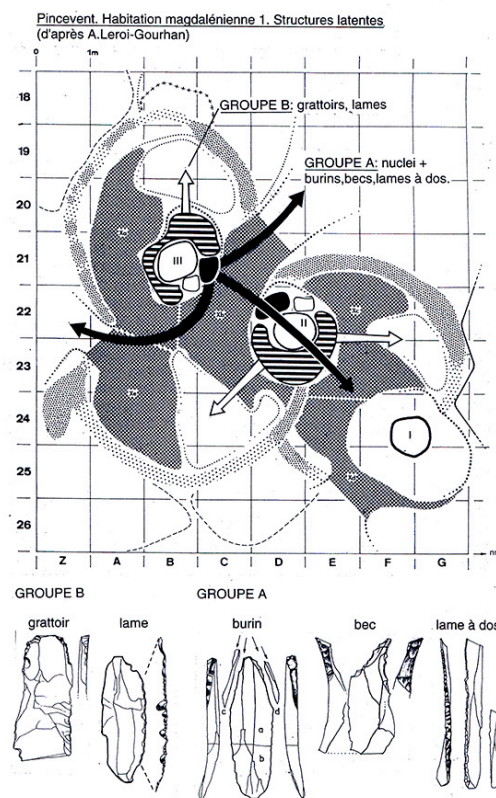 Pincevent. Habitation magdalénienne 1. Structures latentes
(d'après A.Leroi-Gourhan)
0 1m
18
GROUPE B: grattoirs, lames
19
GROUPE A: nuclei +
burins,becs,lames à dos.
20
21
III
22
II
23
24
I
25
26
Z A B C D E F G
GROUPE B GROUPE A
grattoir lame burin bec lame à dos
c d
a
b